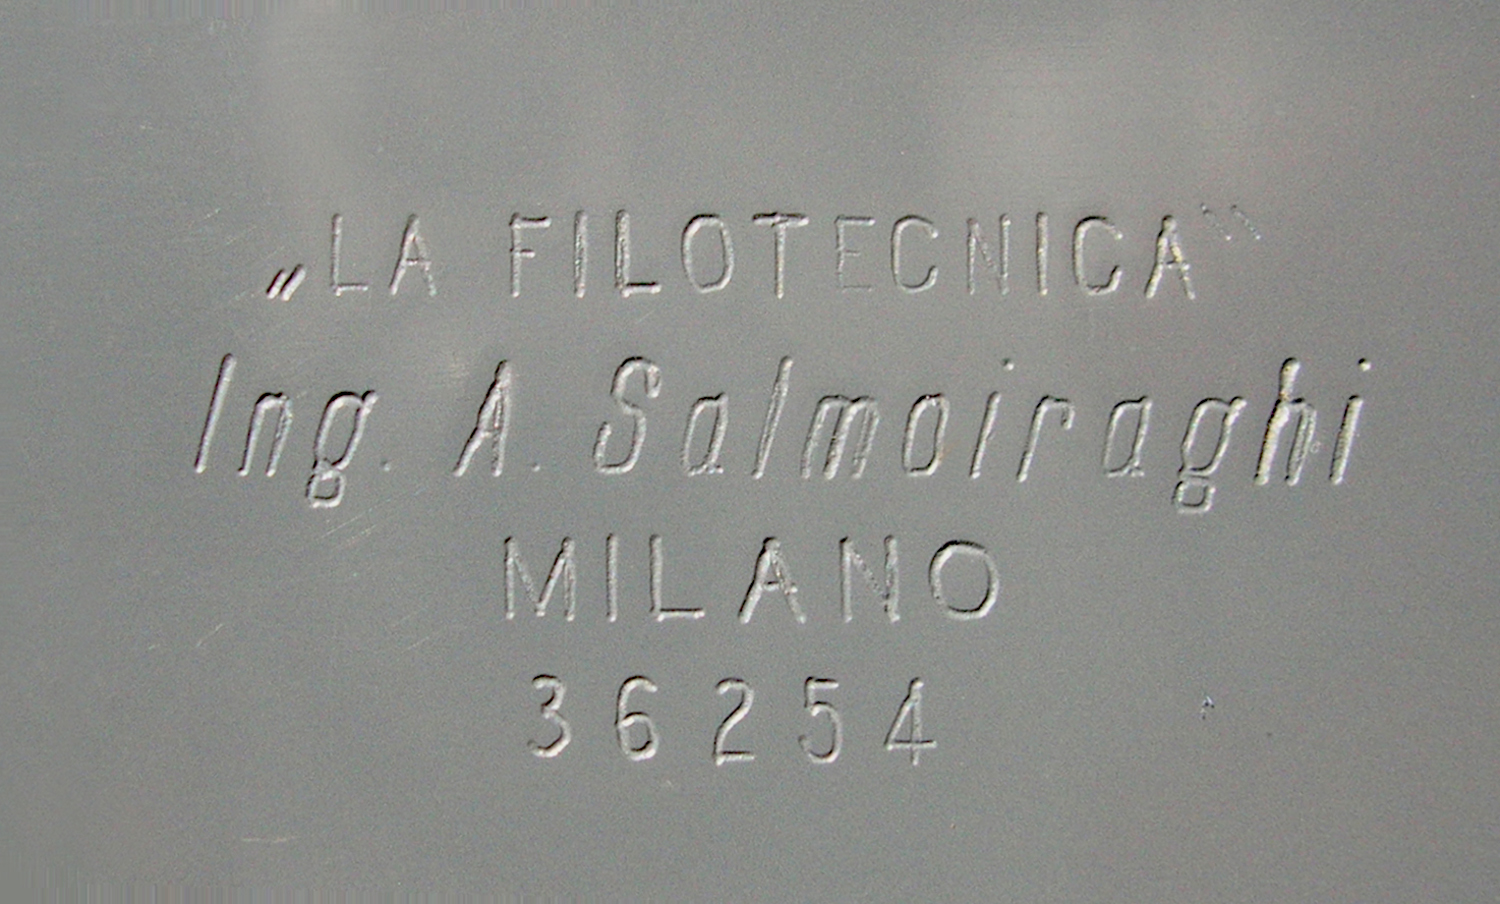 „LA FILOTECNICA‟
Ing. A. Salmoiraghi
MILANO
36254